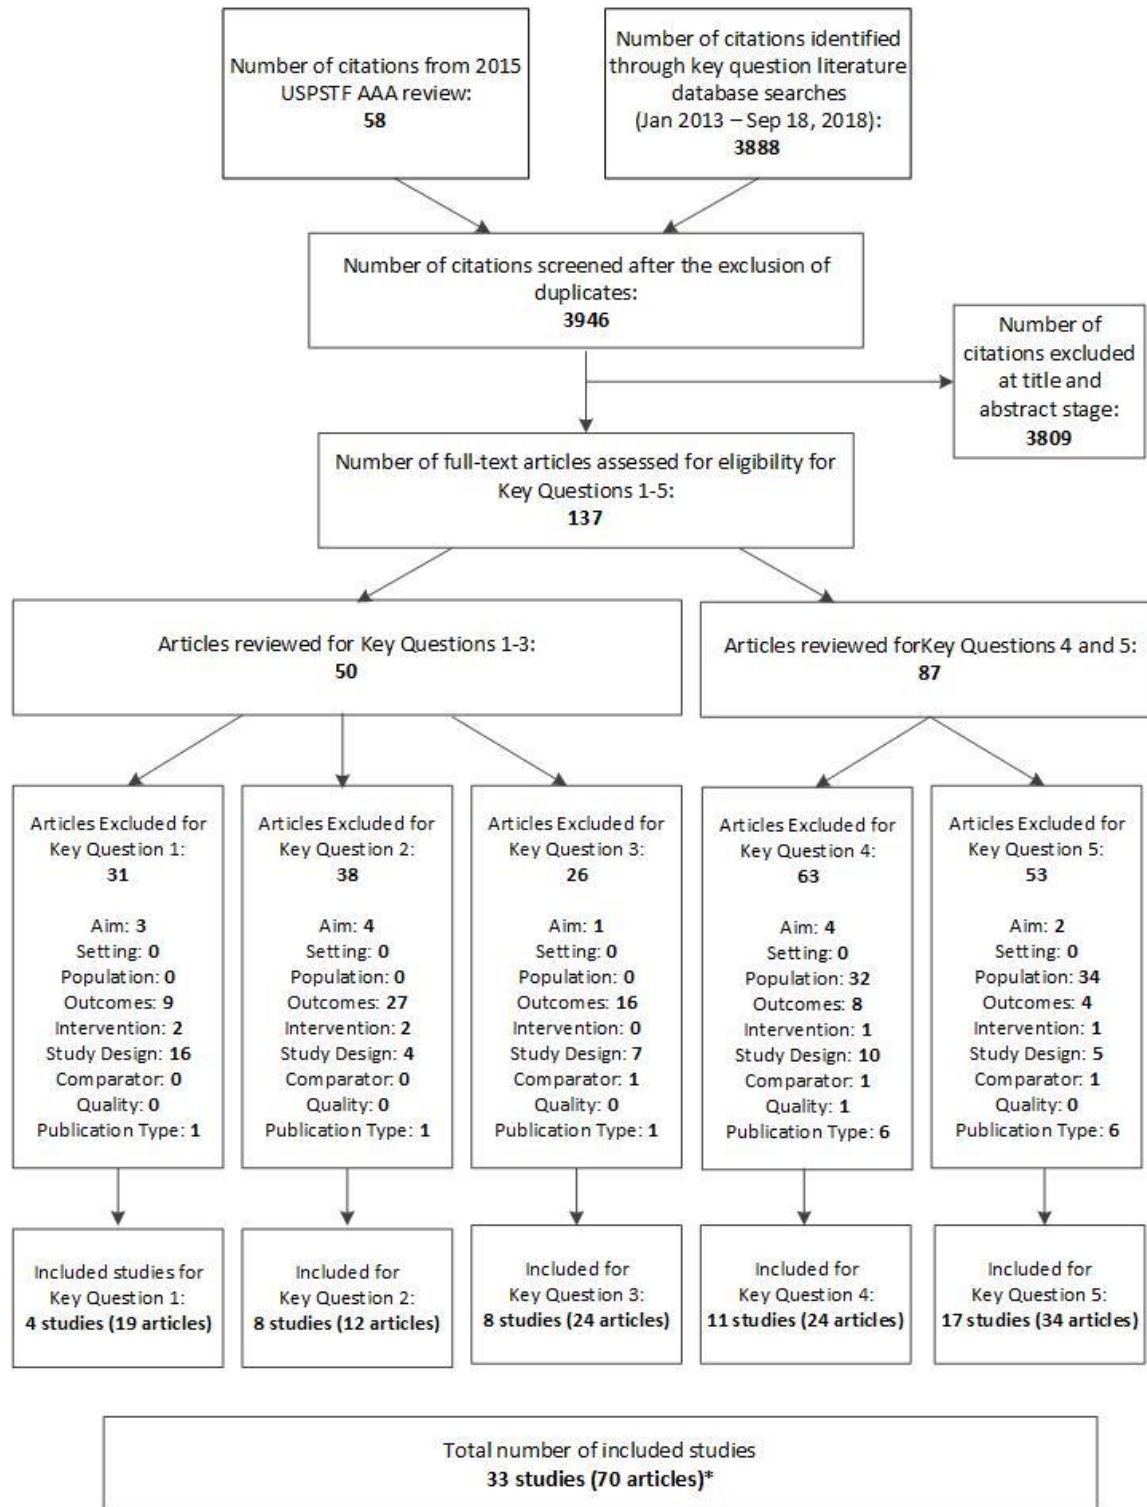 Number of citations from 2015
USPSTF AAA review:
58
Number of citations identified
through key question literature
database searches
(Jan 2013 – Sep 18, 2018):
3888
Number of citations screened after the exclusion of
duplicates:
3946
Number of
citations excluded
at title and
abstract stage:
3809
Number of full-text articles assessed for eligibility for
Key Questions 1-5:
137
Articles reviewed for Key Questions 1-3:
50
Articles reviewed forKey Questions 4 and 5:
87
Articles Excluded for
Key Question 1:
31
Aim: 3
Setting: 0
Population: 0
Outcomes: 9
Intervention: 2
Study Design: 16
Comparator: 0
Quality: 0
Publication Type: 1
Articles Excluded for
Key Question 2:
38
Aim: 4
Setting: 0
Population: 0
Outcomes: 27
Intervention: 2
Study Design: 4
Comparator: 0
Quality: 0
Publication Type: 1
Articles Excluded for
Key Question 3:
26
Aim: 1
Setting: 0
Population: 0
Outcomes: 16
Intervention: 0
Study Design: 7
Comparator: 1
Quality: 0
Publication Type: 1
Articles Excluded for
Key Question 4:
63
Aim: 4
Setting: 0
Population: 32
Outcomes: 8
Intervention: 1
Study Design: 10
Comparator: 1
Quality: 1
Publication Type: 6
Articles Excluded for
Key Question 5:
53
Aim: 2
Setting: 0
Population: 34
Outcomes: 4
Intervention: 1
Study Design: 5
Comparator: 1
Quality: 0
Publication Type: 6
Included studies for
Key Question 1:
4 studies (19 articles)
Included for
Key Question 2:
8 studies (12 articles)
Included for
Key Question 3:
8 studies (24 articles)
Included for
Key Question 4:
11 studies (24 articles)
Included for
Key Question 5:
17 studies (34 articles)
Total number of included studies
33 studies (70 articles)*